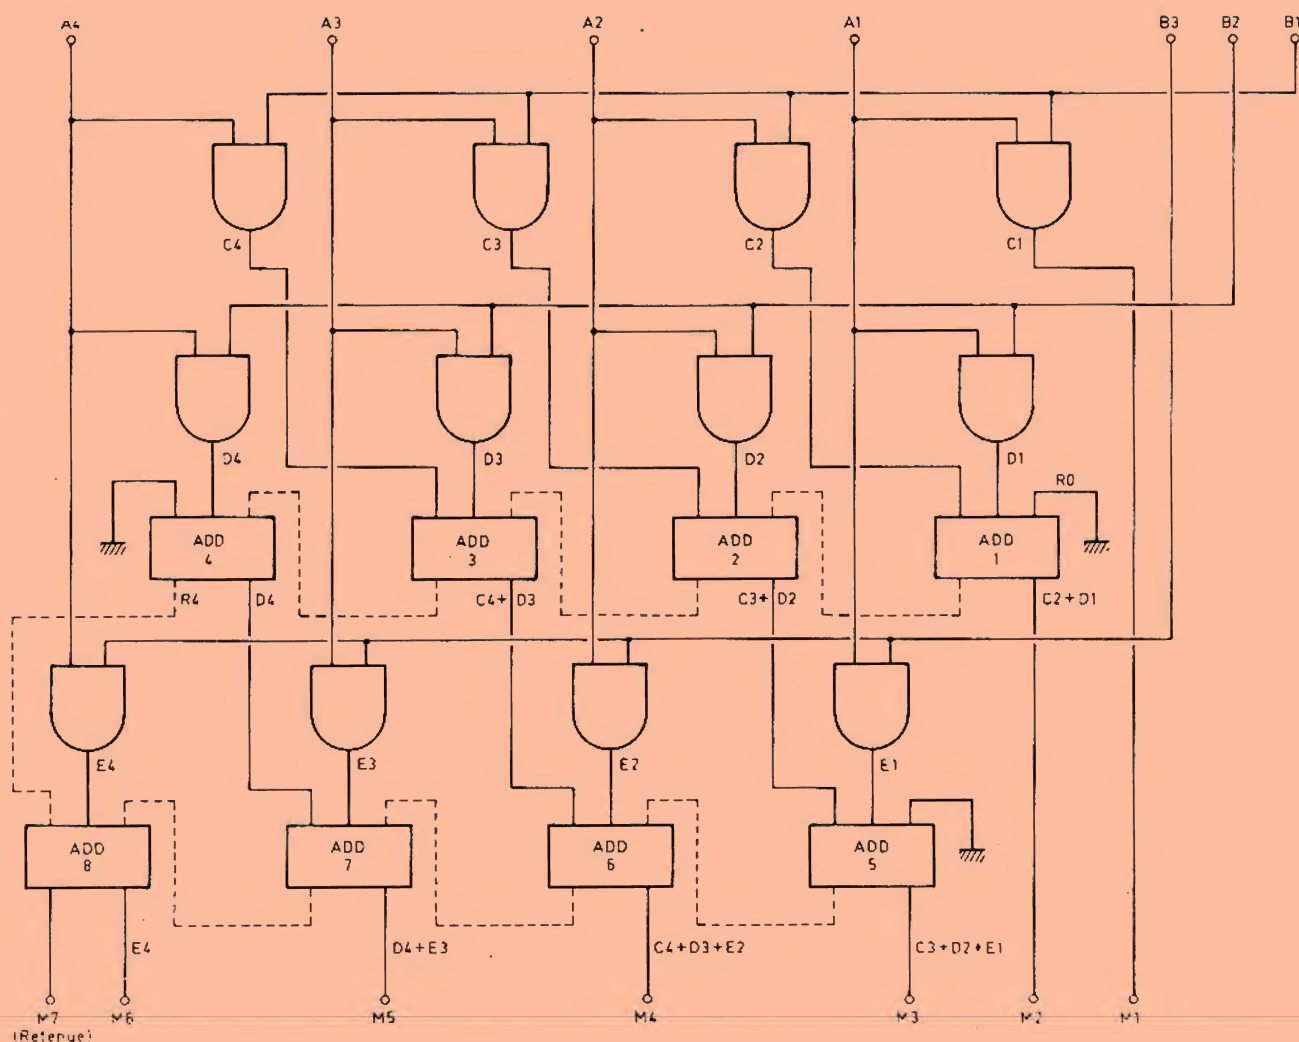 A4 A3 A2 A1 B3 B2 B1
C4 C3 C2 C1
D4 D3 D2 D1
R0
ADD 4 ADD 3 ADD 2 ADD 1
R4 D4 C4+D3 C3+D2 C2+D1
E4 E3 E2 E1
ADD 8 ADD 7 ADD 6 ADD 5
E4 D4+E3 C4+D3+E2 C3+D2+E1
M7 M6 M5 M4 M3 M2 M1
(Retenue)